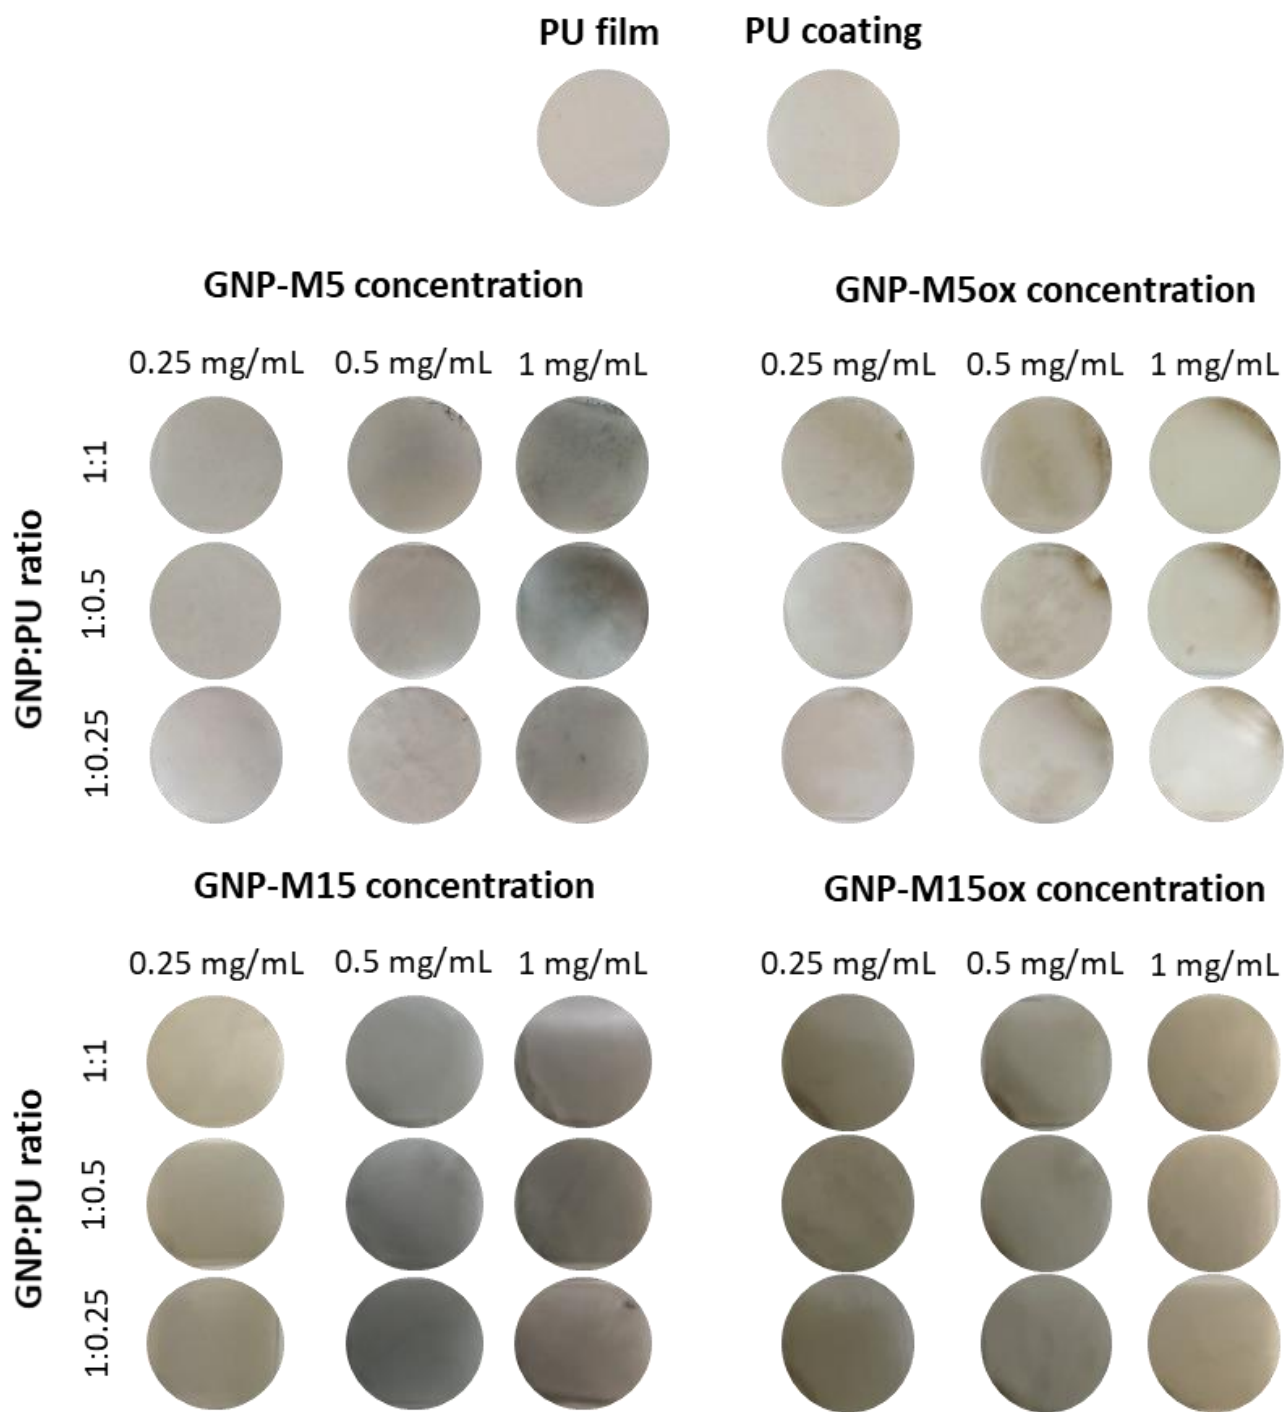 PU film PU coating
GNP-M5 concentration GNP-M5ox concentration
0.25 mg/mL 0.5 mg/mL 1 mg/mL 0.25 mg/mL 0.5 mg/mL 1 mg/mL
GNP:PU ratio
1:1
1:0.5
1:0.25
GNP-M15 concentration GNP-M15ox concentration
0.25 mg/mL 0.5 mg/mL 1 mg/mL 0.25 mg/mL 0.5 mg/mL 1 mg/mL
GNP:PU ratio
1:1
1:0.5
1:0.25